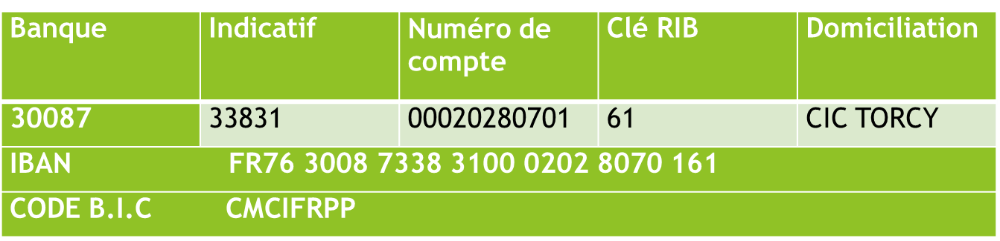 Banque Indicatif Numéro de compte Clé RIB Domiciliation
30087 33831 00020280701 61 CIC TORCY
IBAN FR76 3008 7338 3100 0202 8070 161
CODE B.I.C CMCIFRPP